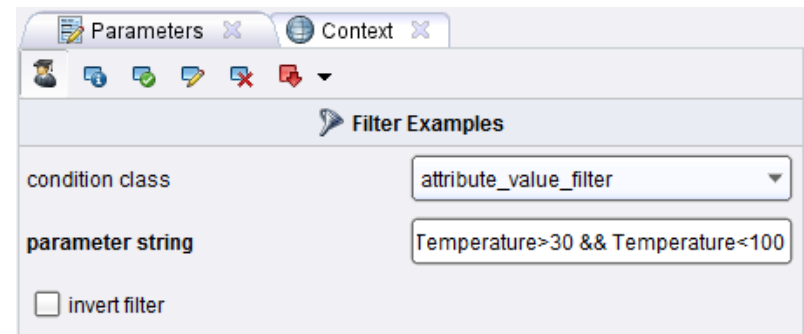 Parameters Context
Filter Examples
condition class attribute_value_filter
parameter string Temperature>30 && Temperature<100
invert filter